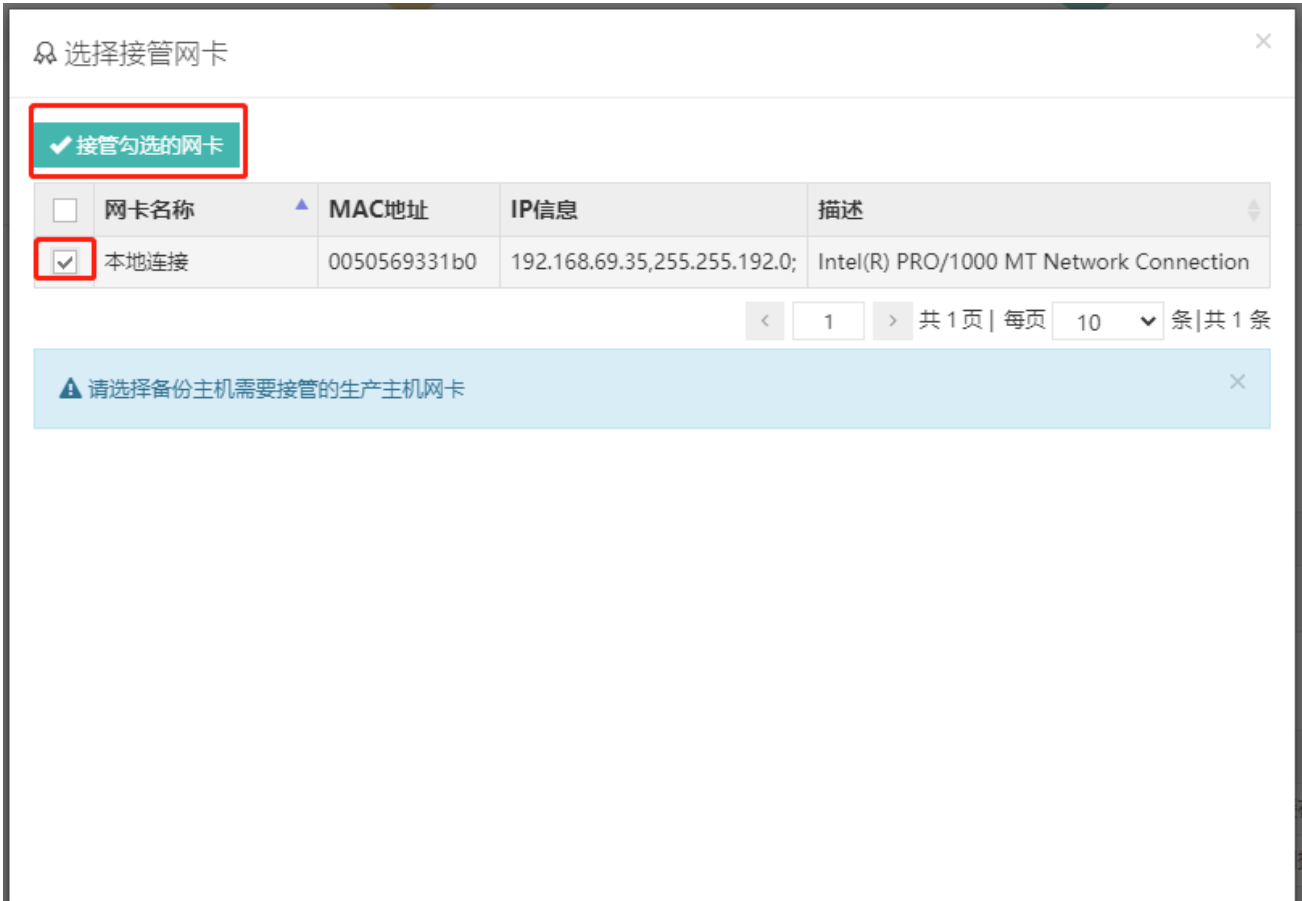 选择接管网卡
接管勾选的网卡
网卡名称 MAC地址 IP信息 描述
本地连接 0050569331b0 192.168.69.35,255.255.192.0; Intel(R) PRO/1000 MT Network Connection
1 共 1 页 | 每页 10 条|共 1 条
请选择备份主机需要接管的生产主机网卡